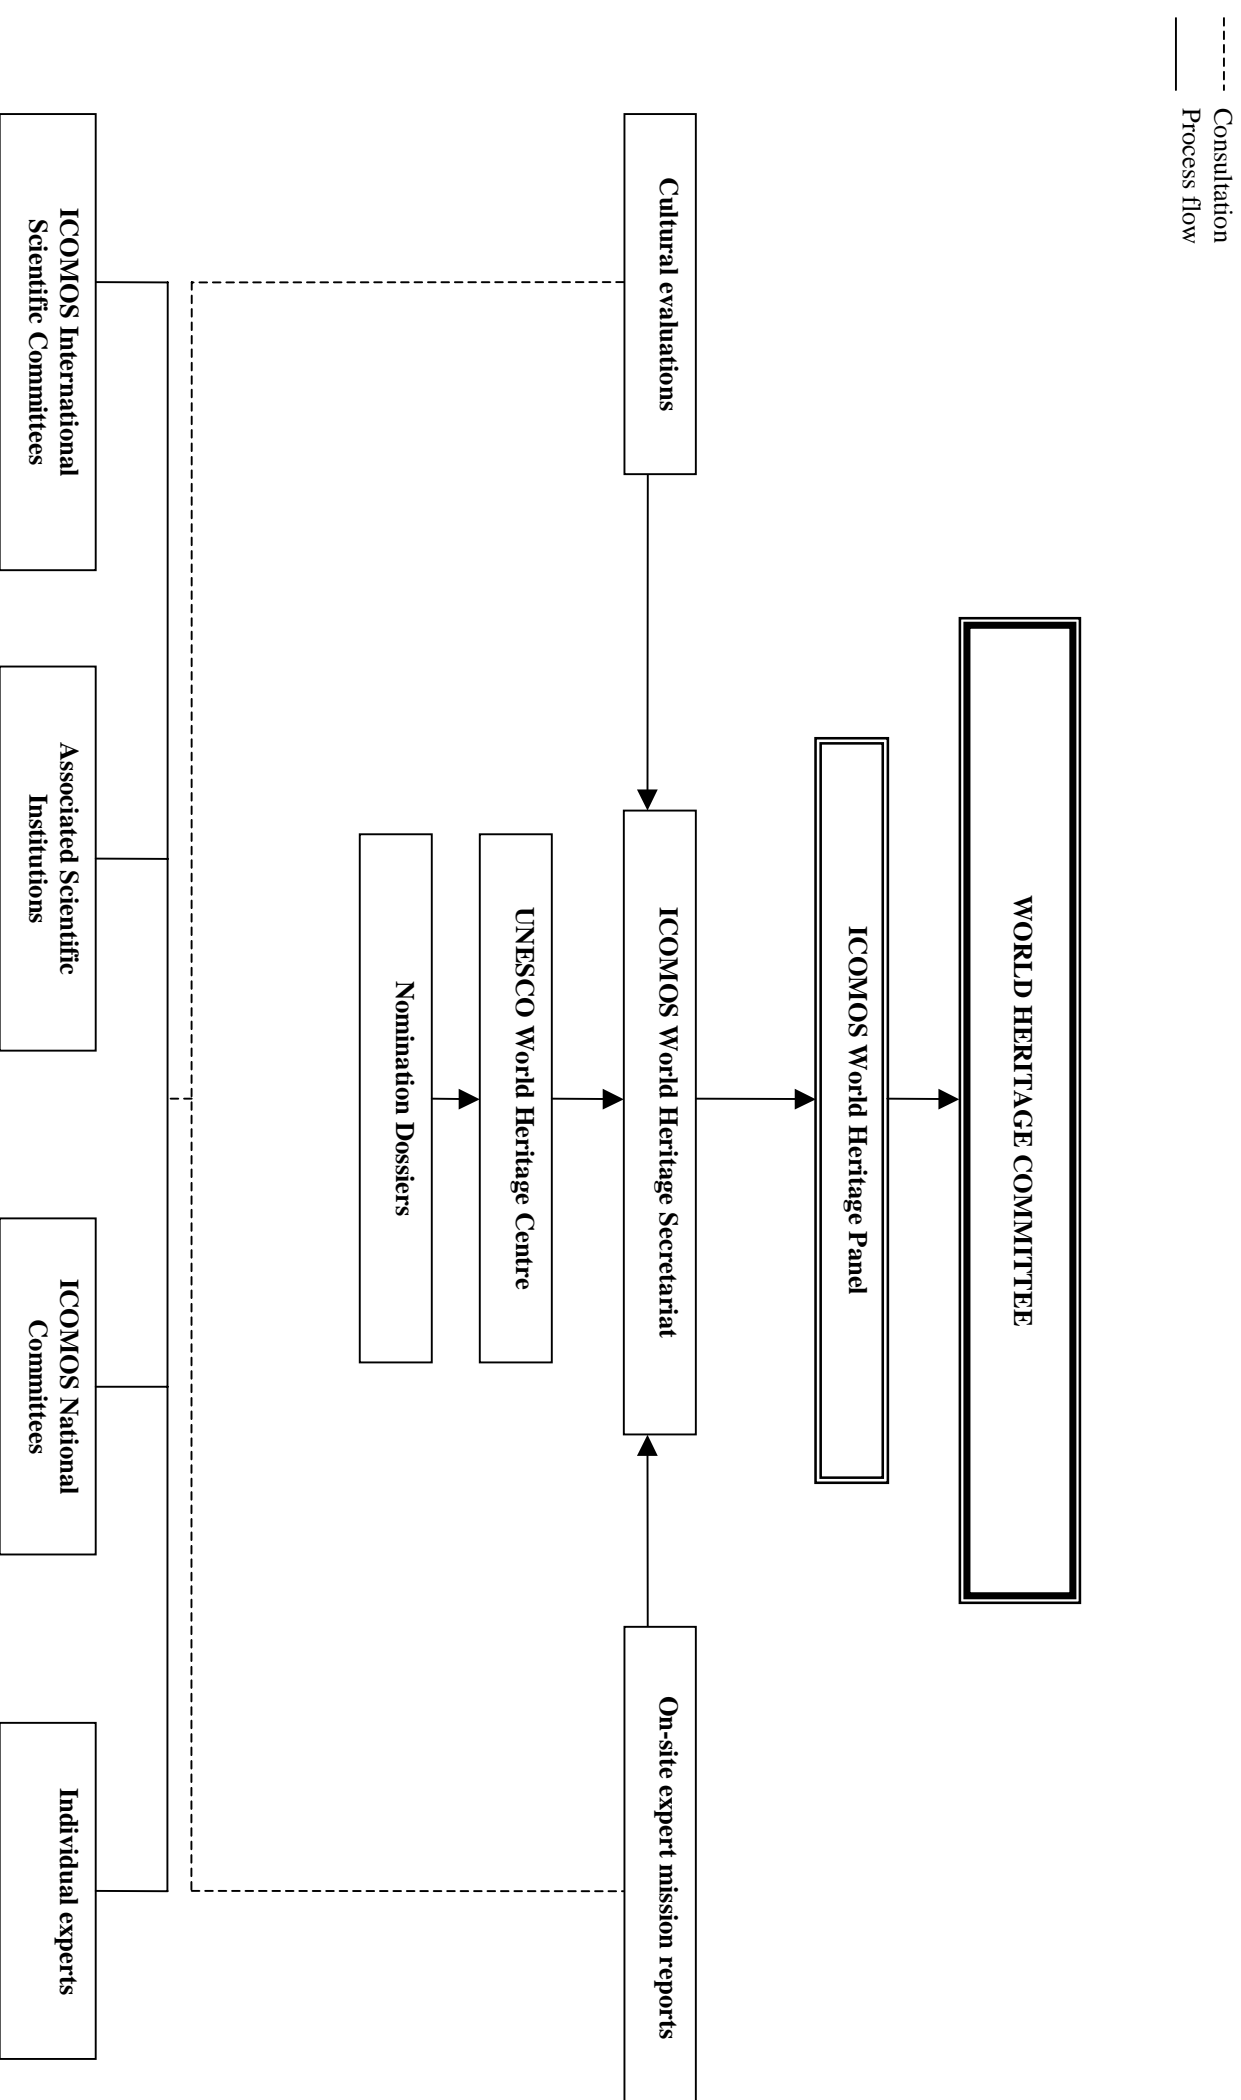 Consultation
Process flow
WORLD HERITAGE COMMITTEE
ICOMOS World Heritage Panel
Cultural evaluations
ICOMOS World Heritage Secretariat
On-site expert mission reports
UNESCO World Heritage Centre
Nomination Dossiers
ICOMOS International
Scientific Committees
Associated Scientific
Institutions
ICOMOS National
Committees
Individual experts